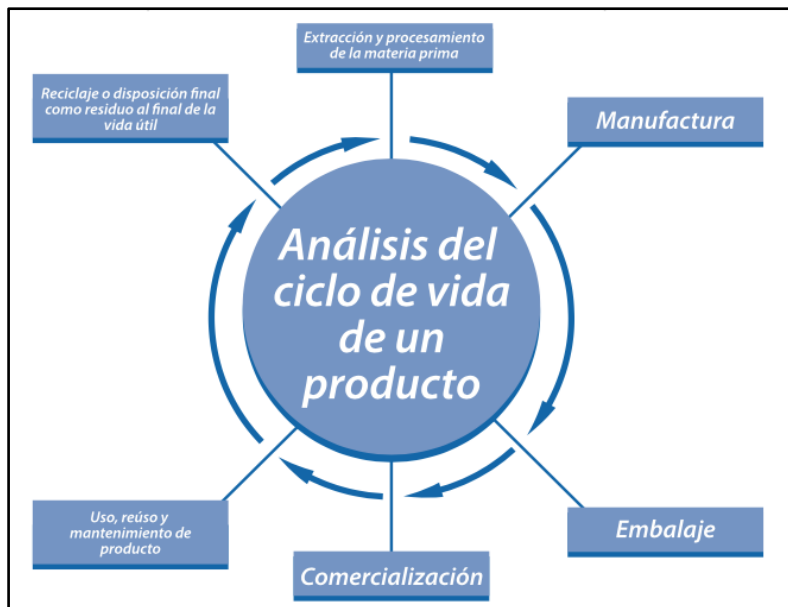 Extracción y procesamiento
de la materia prima
Reciclaje o disposición final
como residuo al final de la
vida útil
Manufactura
Análisis del
ciclo de vida
de un
producto
Uso, reúso y
mantenimiento de
producto
Embalaje
Comercialización